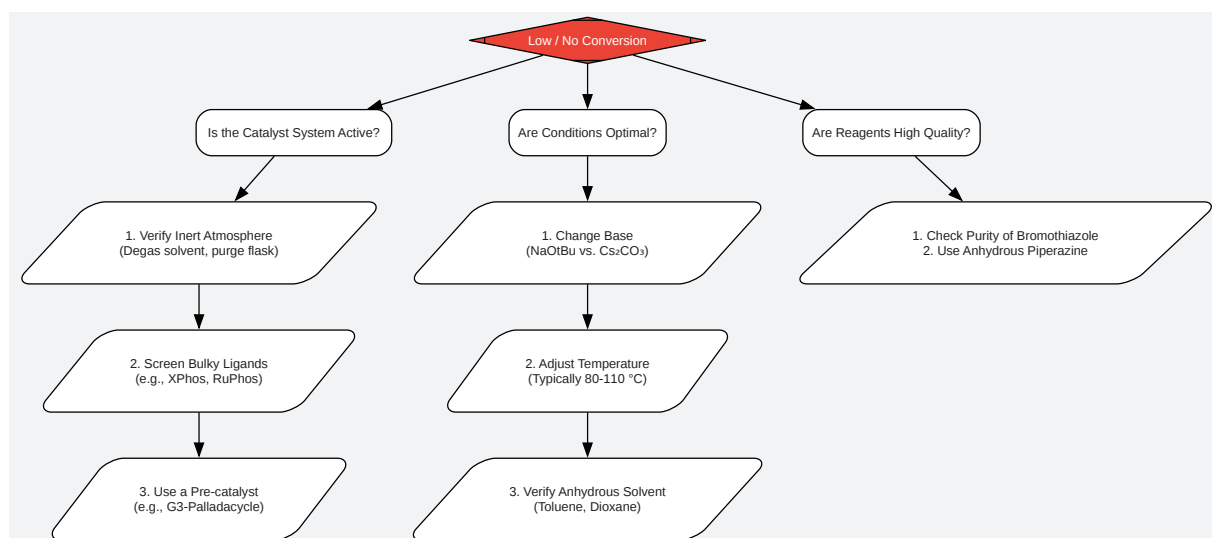 Low / No Conversion
Is the Catalyst System Active?
Are Conditions Optimal?
Are Reagents High Quality?
1. Verify Inert Atmosphere
(Degas solvent, purge flask)
1. Change Base
(NaOtBu vs. Cs₂CO₃)
1. Check Purity of Bromothiazole
2. Use Anhydrous Piperazine
2. Screen Bulky Ligands
(e.g., XPhos, RuPhos)
2. Adjust Temperature
(Typically 80-110 °C)
3. Use a Pre-catalyst
(e.g., G3-Palladacycle)
3. Verify Anhydrous Solvent
(Toluene, Dioxane)